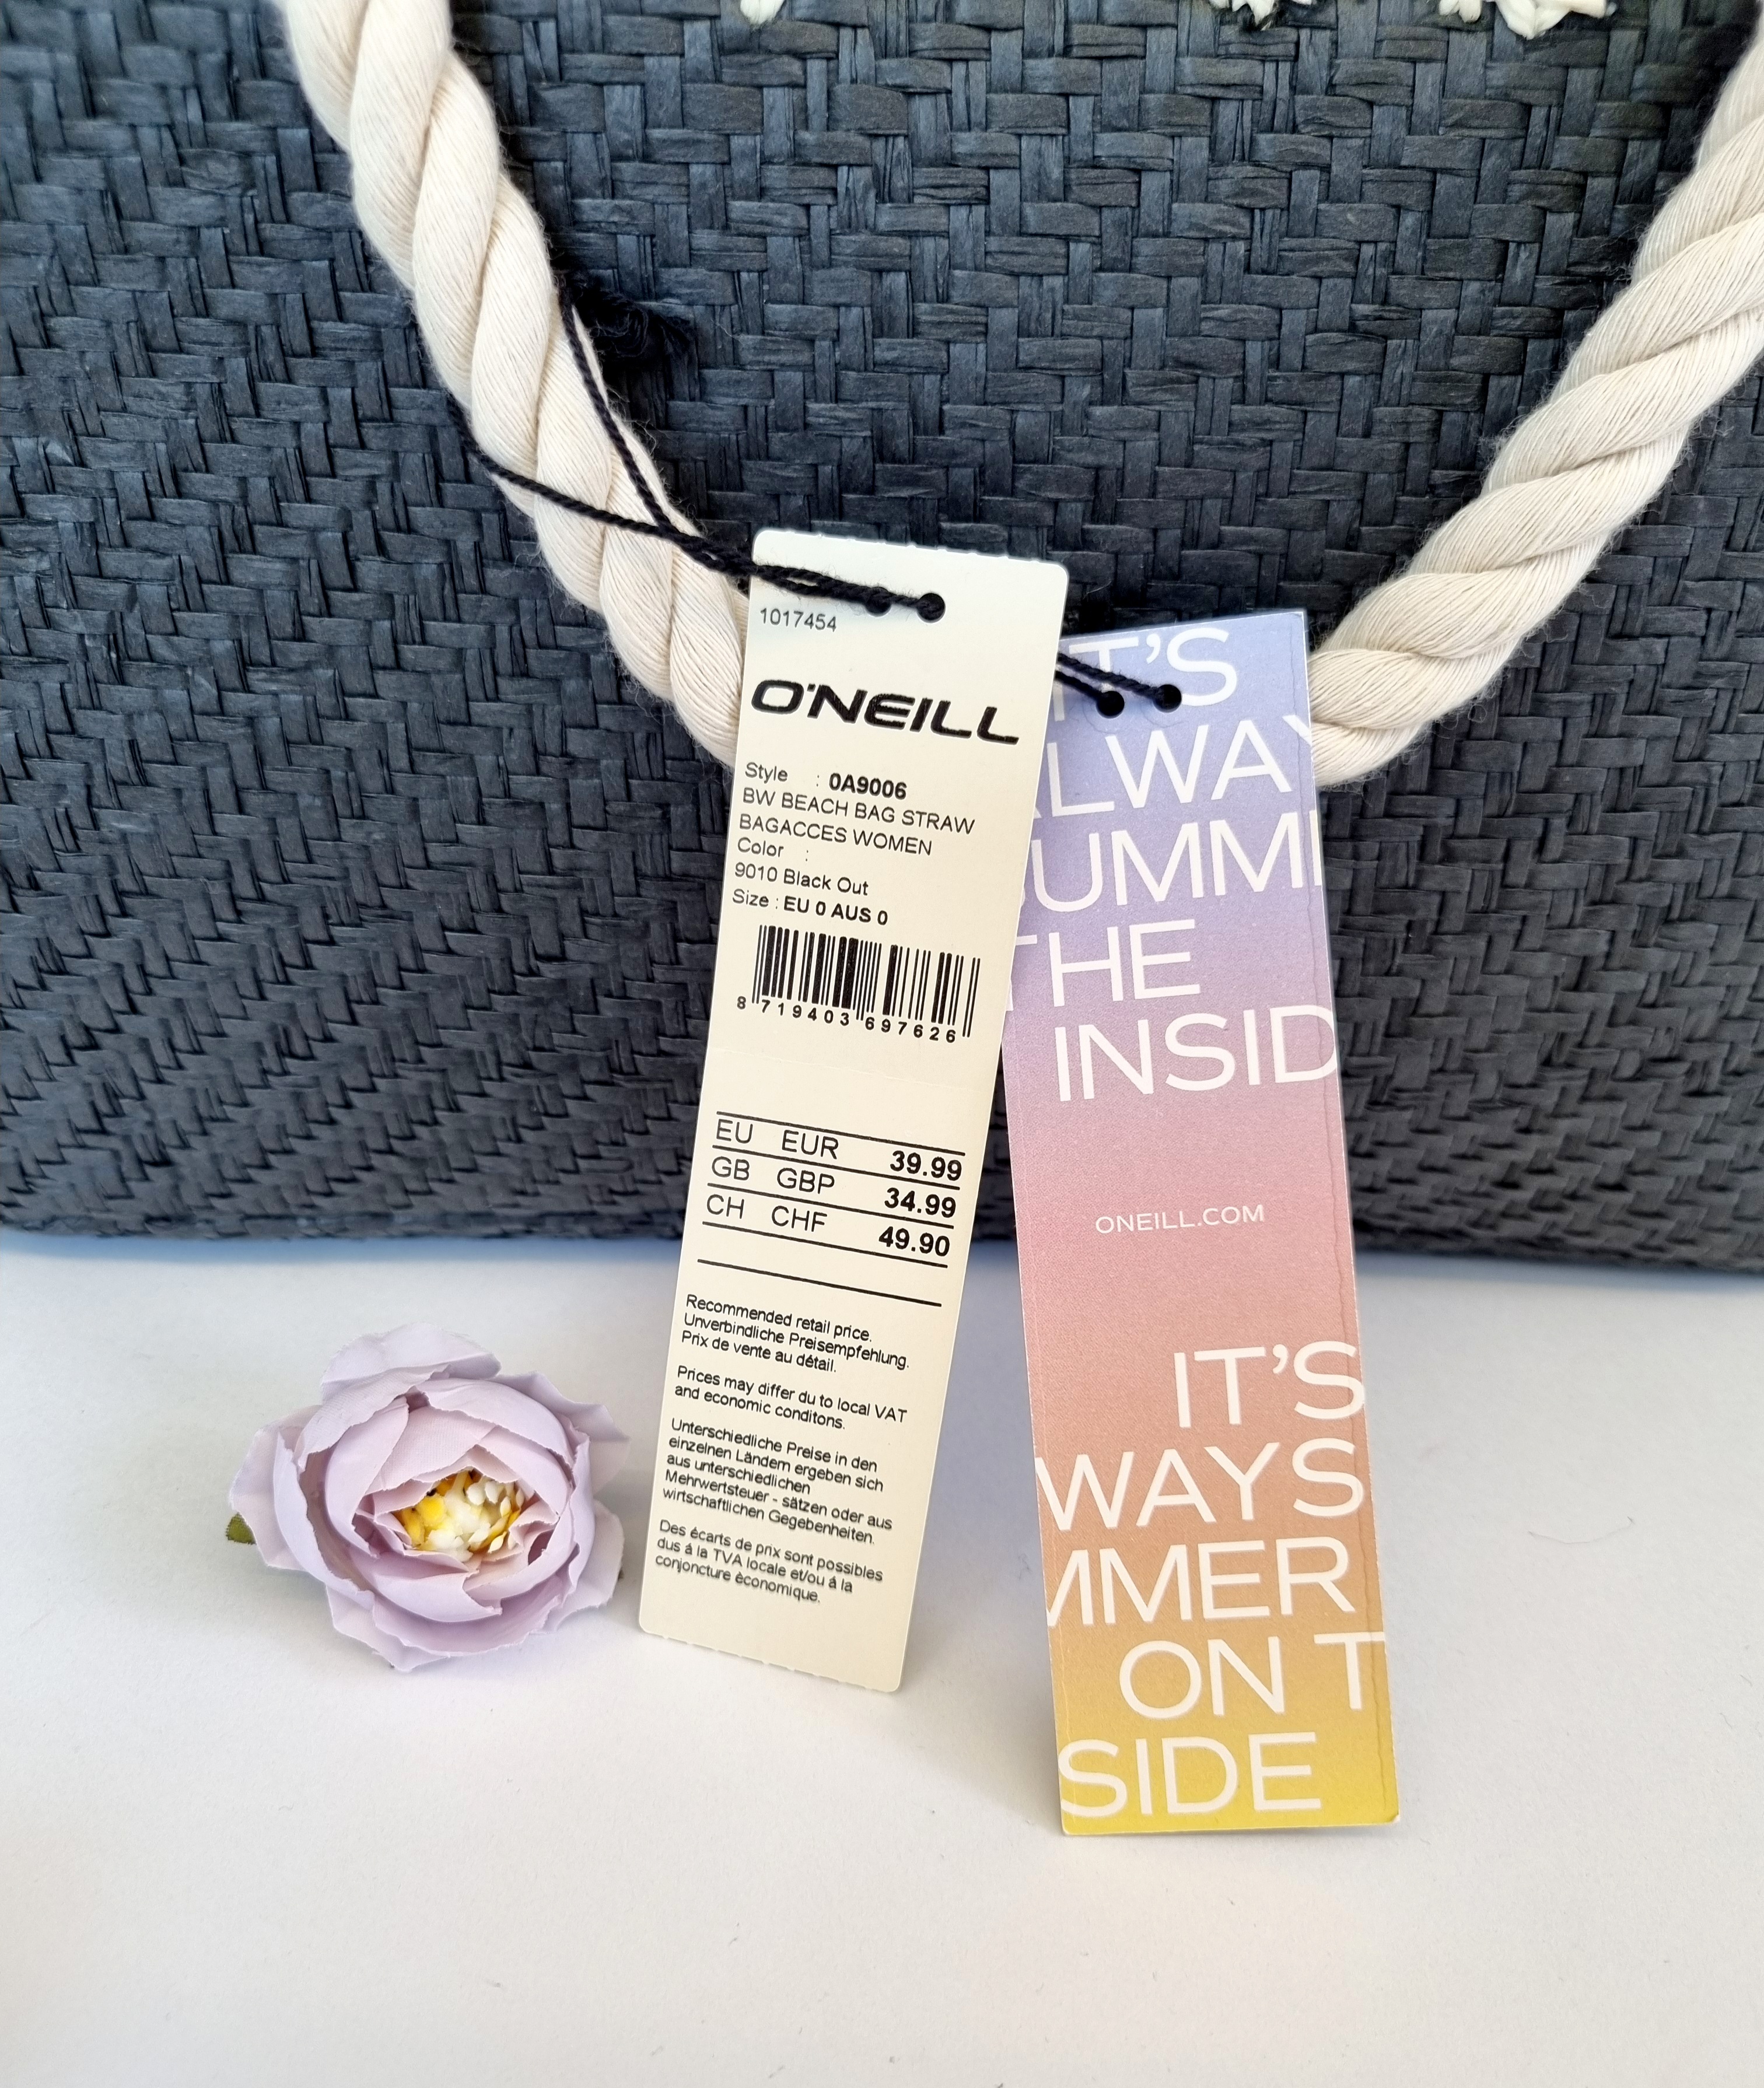 1017454
O'NEILL
Style : 0A9006
BW BEACH BAG STRAW
BAGACCES WOMEN
Color :
9010 Black Out
Size : EU 0 AUS 0
8 719403 697626
EU EUR 39.99
GB GBP 34.99
CH CHF 49.90
Recommended retail price.
Unverbindliche Preisempfehlung.
Prix de vente au détail.
Prices may differ du to local VAT
and economic conditons.
Unterschiedliche Preise in den
einzelnen Ländern ergeben sich
aus unterschiedlichen
Mehrwertsteuer - sätzen oder aus
wirtschaftlichen Gegebenheiten.
Des écarts de prix sont possibles
dus á la TVA locale et/ou á la
conjoncture èconomique.
IT'S
ALWAY
SUMM
THE
INSID
ONEILL.COM
IT'S
WAYS
MMER
ON T
SIDE